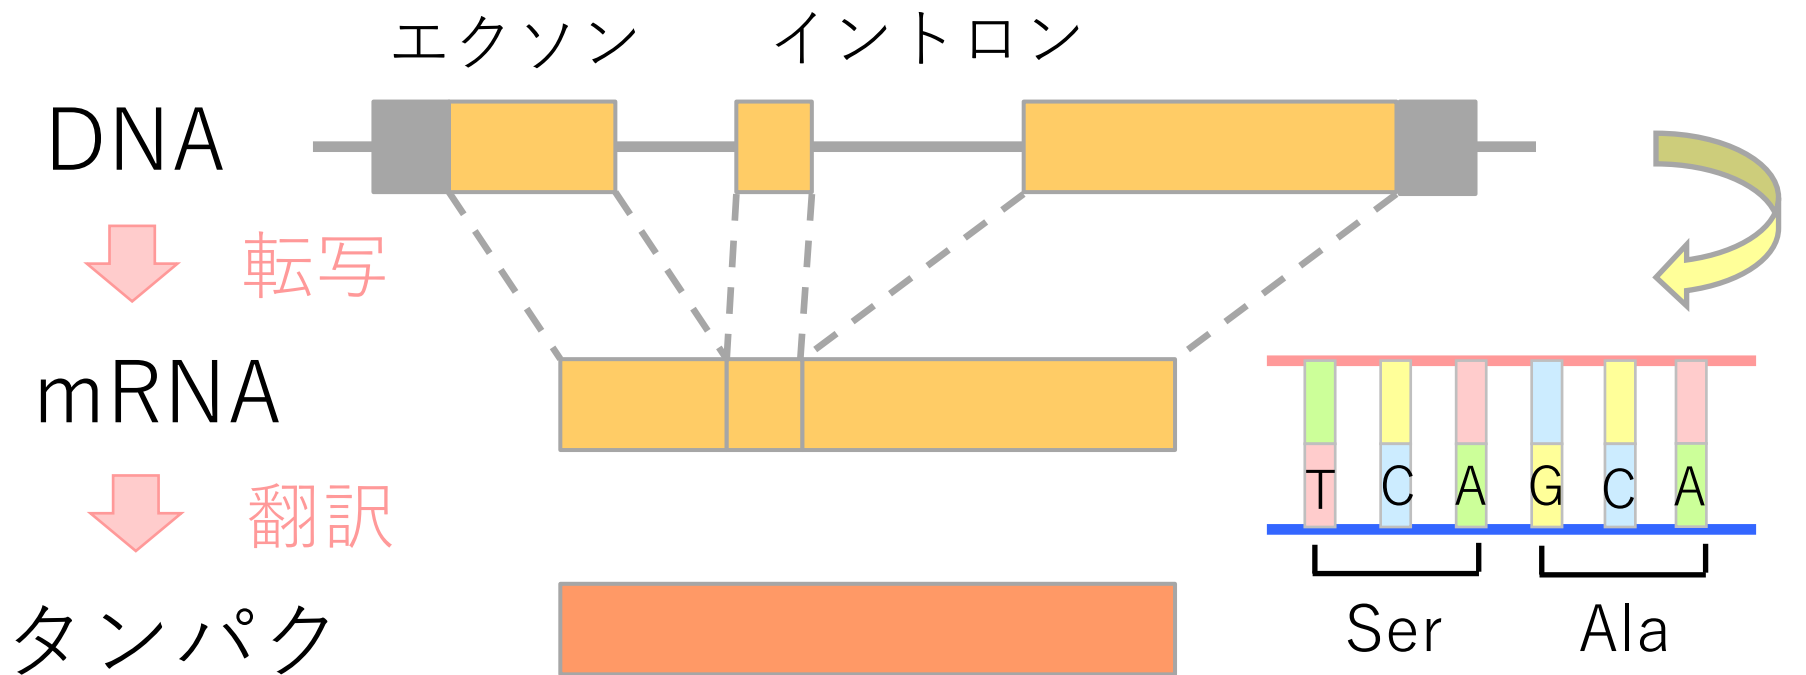 エクソン
イントロン
DNA
転写
mRNA
翻訳
タンパク
T C A G C A
Ser
Ala